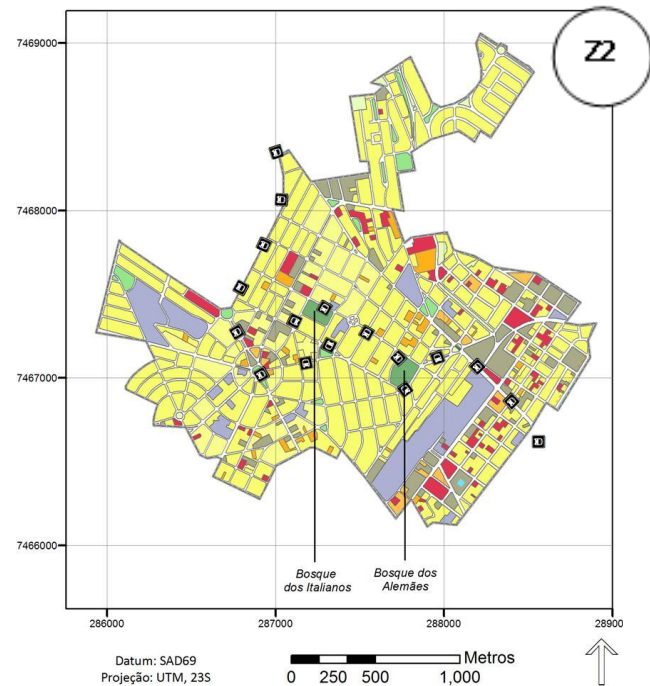 7469000
Z2
7468000
7467000
7466000
Bosque
dos Italianos
Bosque dos
Alemães
286000
287000
288000
28900
Datum: SAD69
Projeção: UTM, 23S
Metros
0 250 500 1,000